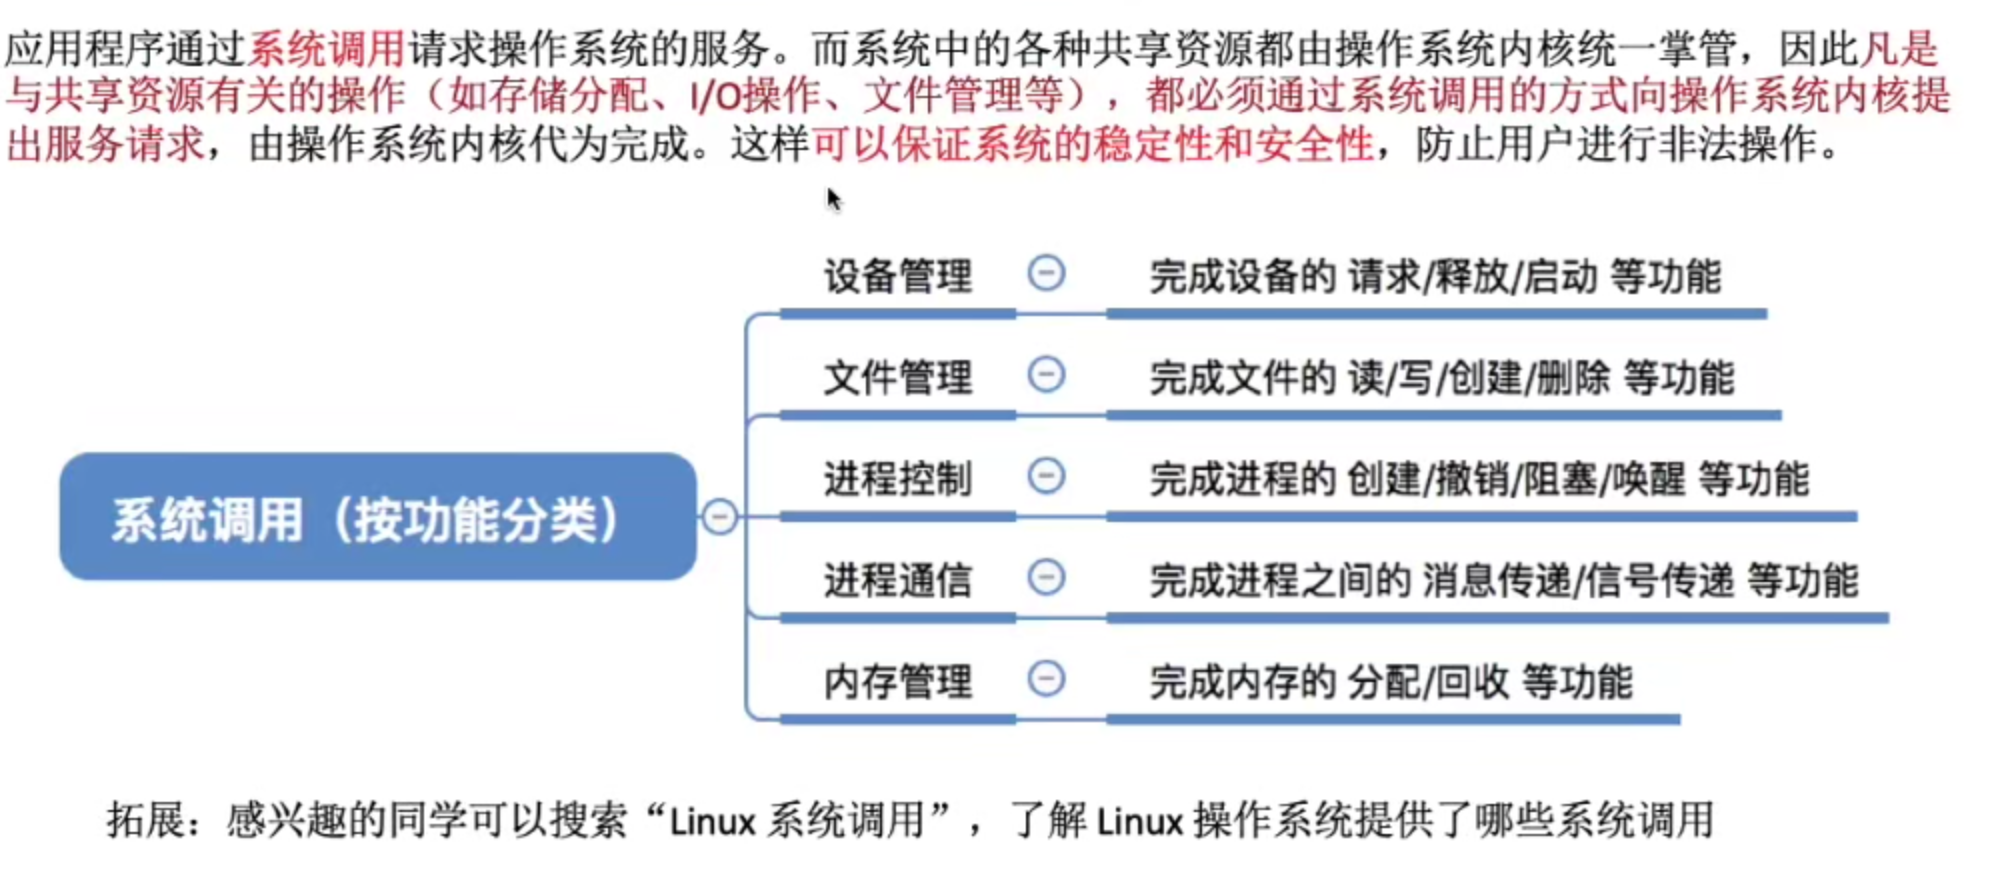 应用程序通过系统调用请求操作系统的服务。而系统中的各种共享资源都由操作系统内核统一掌管，因此凡是
与共享资源有关的操作（如存储分配、I/O操作、文件管理等），都必须通过系统调用的方式向操作系统内核提
出服务请求，由操作系统内核代为完成。这样可以保证系统的稳定性和安全性，防止用户进行非法操作。
系统调用（按功能分类）
设备管理
完成设备的 请求/释放/启动 等功能
文件管理
完成文件的 读/写/创建/删除 等功能
进程控制
完成进程的 创建/撤销/阻塞/唤醒 等功能
进程通信
完成进程之间的 消息传递/信号传递 等功能
内存管理
完成内存的 分配/回收 等功能
拓展：感兴趣的同学可以搜索“Linux 系统调用”，了解 Linux 操作系统提供了哪些系统调用